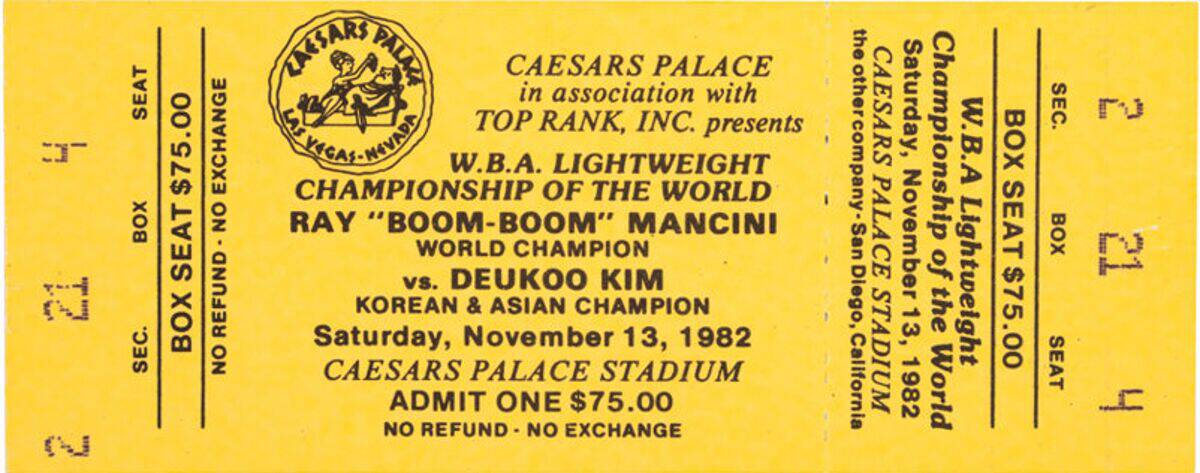 SEC. BOX SEAT
2 21 4
BOX SEAT $75.00
NO REFUND - NO EXCHANGE
CAESARS PALACE
LAS VEGAS-NEVADA
CAESARS PALACE
in association with
TOP RANK, INC. presents
W.B.A. LIGHTWEIGHT
CHAMPIONSHIP OF THE WORLD
RAY "BOOM-BOOM" MANCINI
WORLD CHAMPION
vs. DEUKOO KIM
KOREAN & ASIAN CHAMPION
Saturday, November 13, 1982
CAESARS PALACE STADIUM
ADMIT ONE $75.00
NO REFUND - NO EXCHANGE
SEC. BOX SEAT
2 21 4
BOX SEAT $75.00
W.B.A Lightweight
Championship of the World
Saturday, November 13, 1982
CAESARS PALACE STADIUM
the other company - San Diego, California